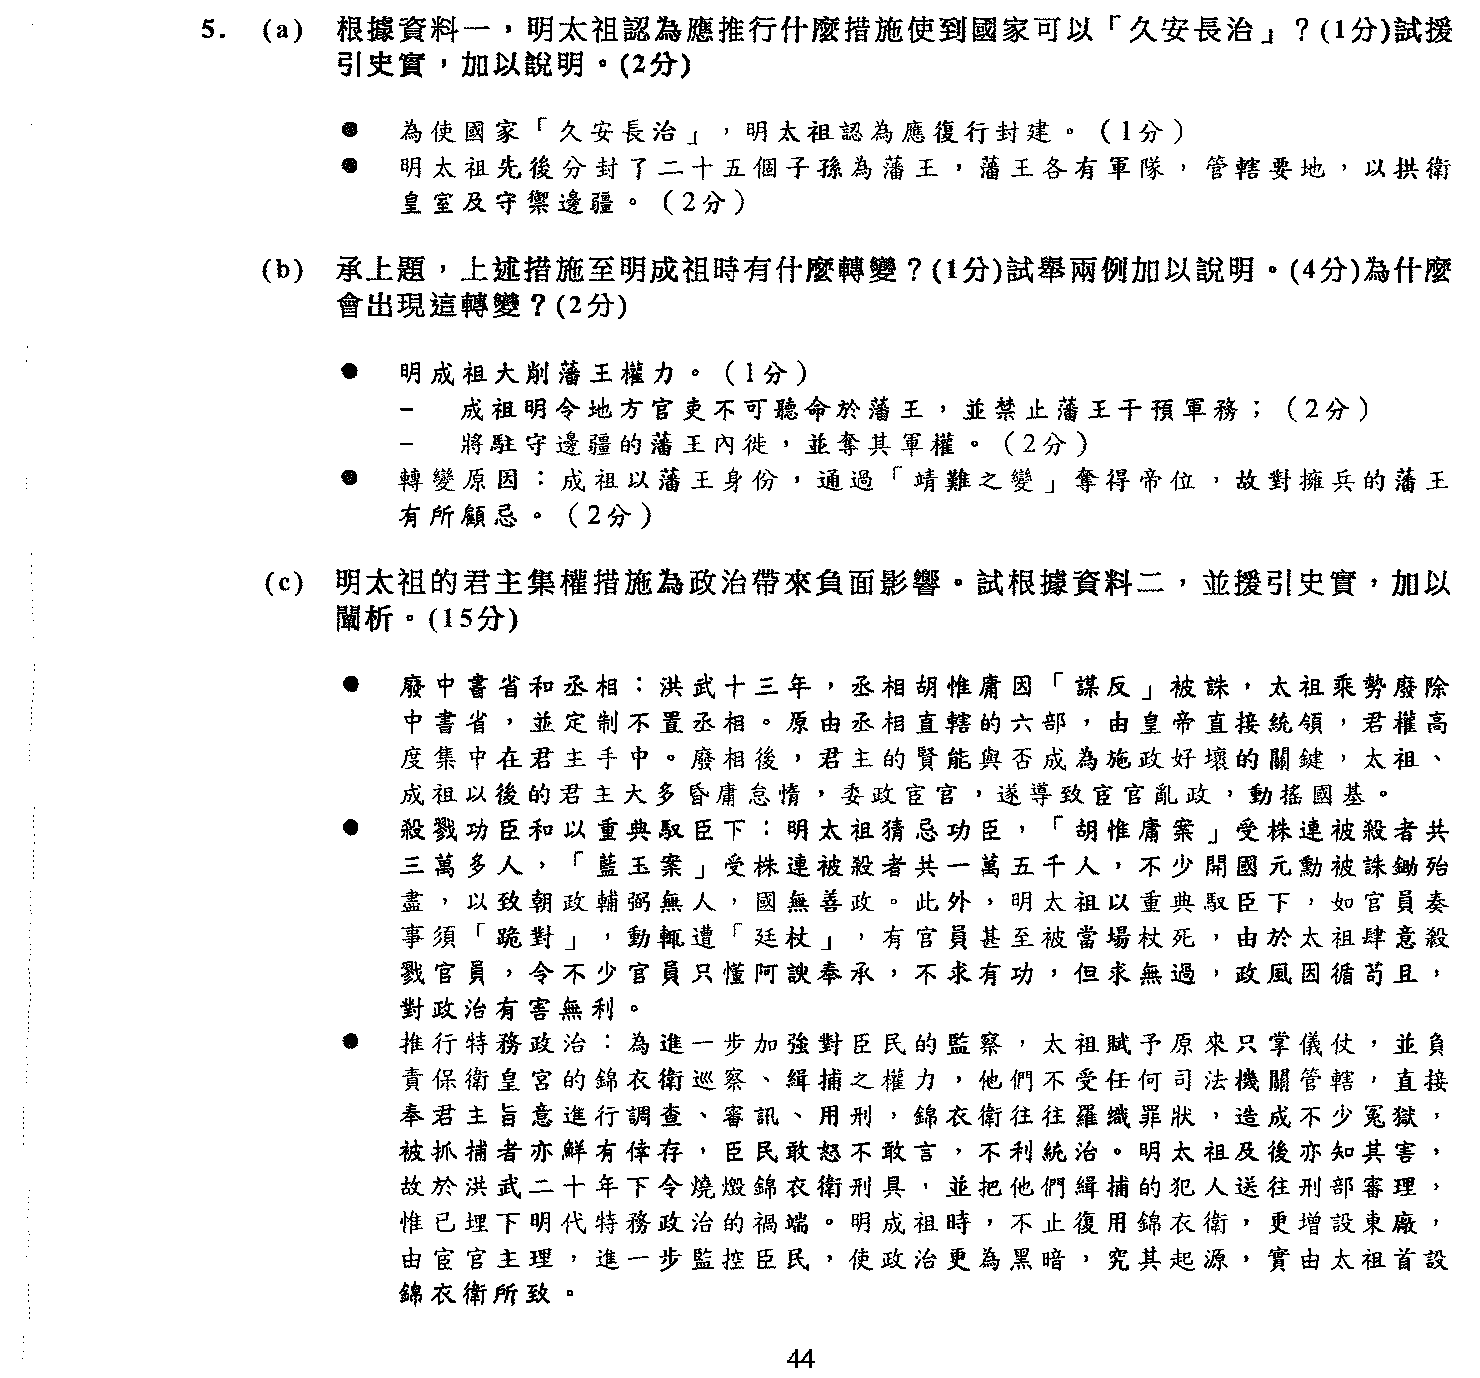 5. (a) 根據資料一，明太祖認為應推行什麼措施使到國家可以「久安長治」？(1分)試援
引史實，加以說明。(2分)
● 為使國家「久安長治」，明太祖認為應復行封建。(1分)
● 明太祖先後分封了二十五個子孫為藩王，藩王各有軍隊，管轄要地，以拱衛
皇室及守禦邊疆。(2分)
(b) 承上題，上述措施至明成祖時有什麼轉變？(1分)試舉兩例加以說明。(4分)為什麼
會出現這轉變？(2分)
● 明成祖大削藩王權力。(1分)
– 成祖明令地方官吏不可聽命於藩王，並禁止藩王干預軍務；(2分)
– 將駐守邊疆的藩王內徙，並奪其軍權。(2分)
● 轉變原因：成祖以藩王身份，通過「靖難之變」奪得帝位，故對擁兵的藩王
有所顧忌。(2分)
(c) 明太祖的君主集權措施為政治帶來負面影響。試根據資料二，並援引史實，加以
闡析。(15分)
● 廢中書省和丞相：洪武十三年，丞相胡惟庸因「謀反」被誅，太祖乘勢廢除
中書省，並定制不置丞相。原由丞相直轄的六部，由皇帝直接統領，君權高
度集中在君主手中。廢相後，君主的賢能與否成為施政好壞的關鍵，太祖、
成祖以後的君主大多昏庸怠惰，委政宦官，遂導致宦官亂政，動搖國基。
● 殺戮功臣和以重典馭臣下：明太祖猜忌功臣，「胡惟庸案」受株連被殺者共
三萬多人，「藍玉案」受株連被殺者共一萬五千人，不少開國元勳被誅鋤殆
盡，以致朝政輔弼無人，國無善政。此外，明太祖以重典馭臣下，如官員奏
事須「跪對」，動輒遭「廷杖」，有官員甚至被當場杖死，由於太祖肆意殺
戮官員，令不少官員只懂阿諛奉承，不求有功，但求無過，政風因循苟且，
對政治有害無利。
● 推行特務政治：為進一步加強對臣民的監察，太祖賦予原來只掌儀仗，並負
責保衛皇宮的錦衣衛巡察、緝捕之權力，他們不受任何司法機關管轄，直接
奉君主旨意進行調查、審訊、用刑，錦衣衛往往羅織罪狀，造成不少冤獄，
被抓捕者亦鮮有倖存，臣民敢怒不敢言，不利統治。明太祖及後亦知其害，
故於洪武二十年下令燒燬錦衣衛刑具，並把他們緝捕的犯人送往刑部審理，
惟已埋下明代特務政治的禍端。明成祖時，不止復用錦衣衛，更增設東廠，
由宦官主理，進一步監控臣民，使政治更為黑暗，究其起源，實由太祖首設
錦衣衛所致。
44